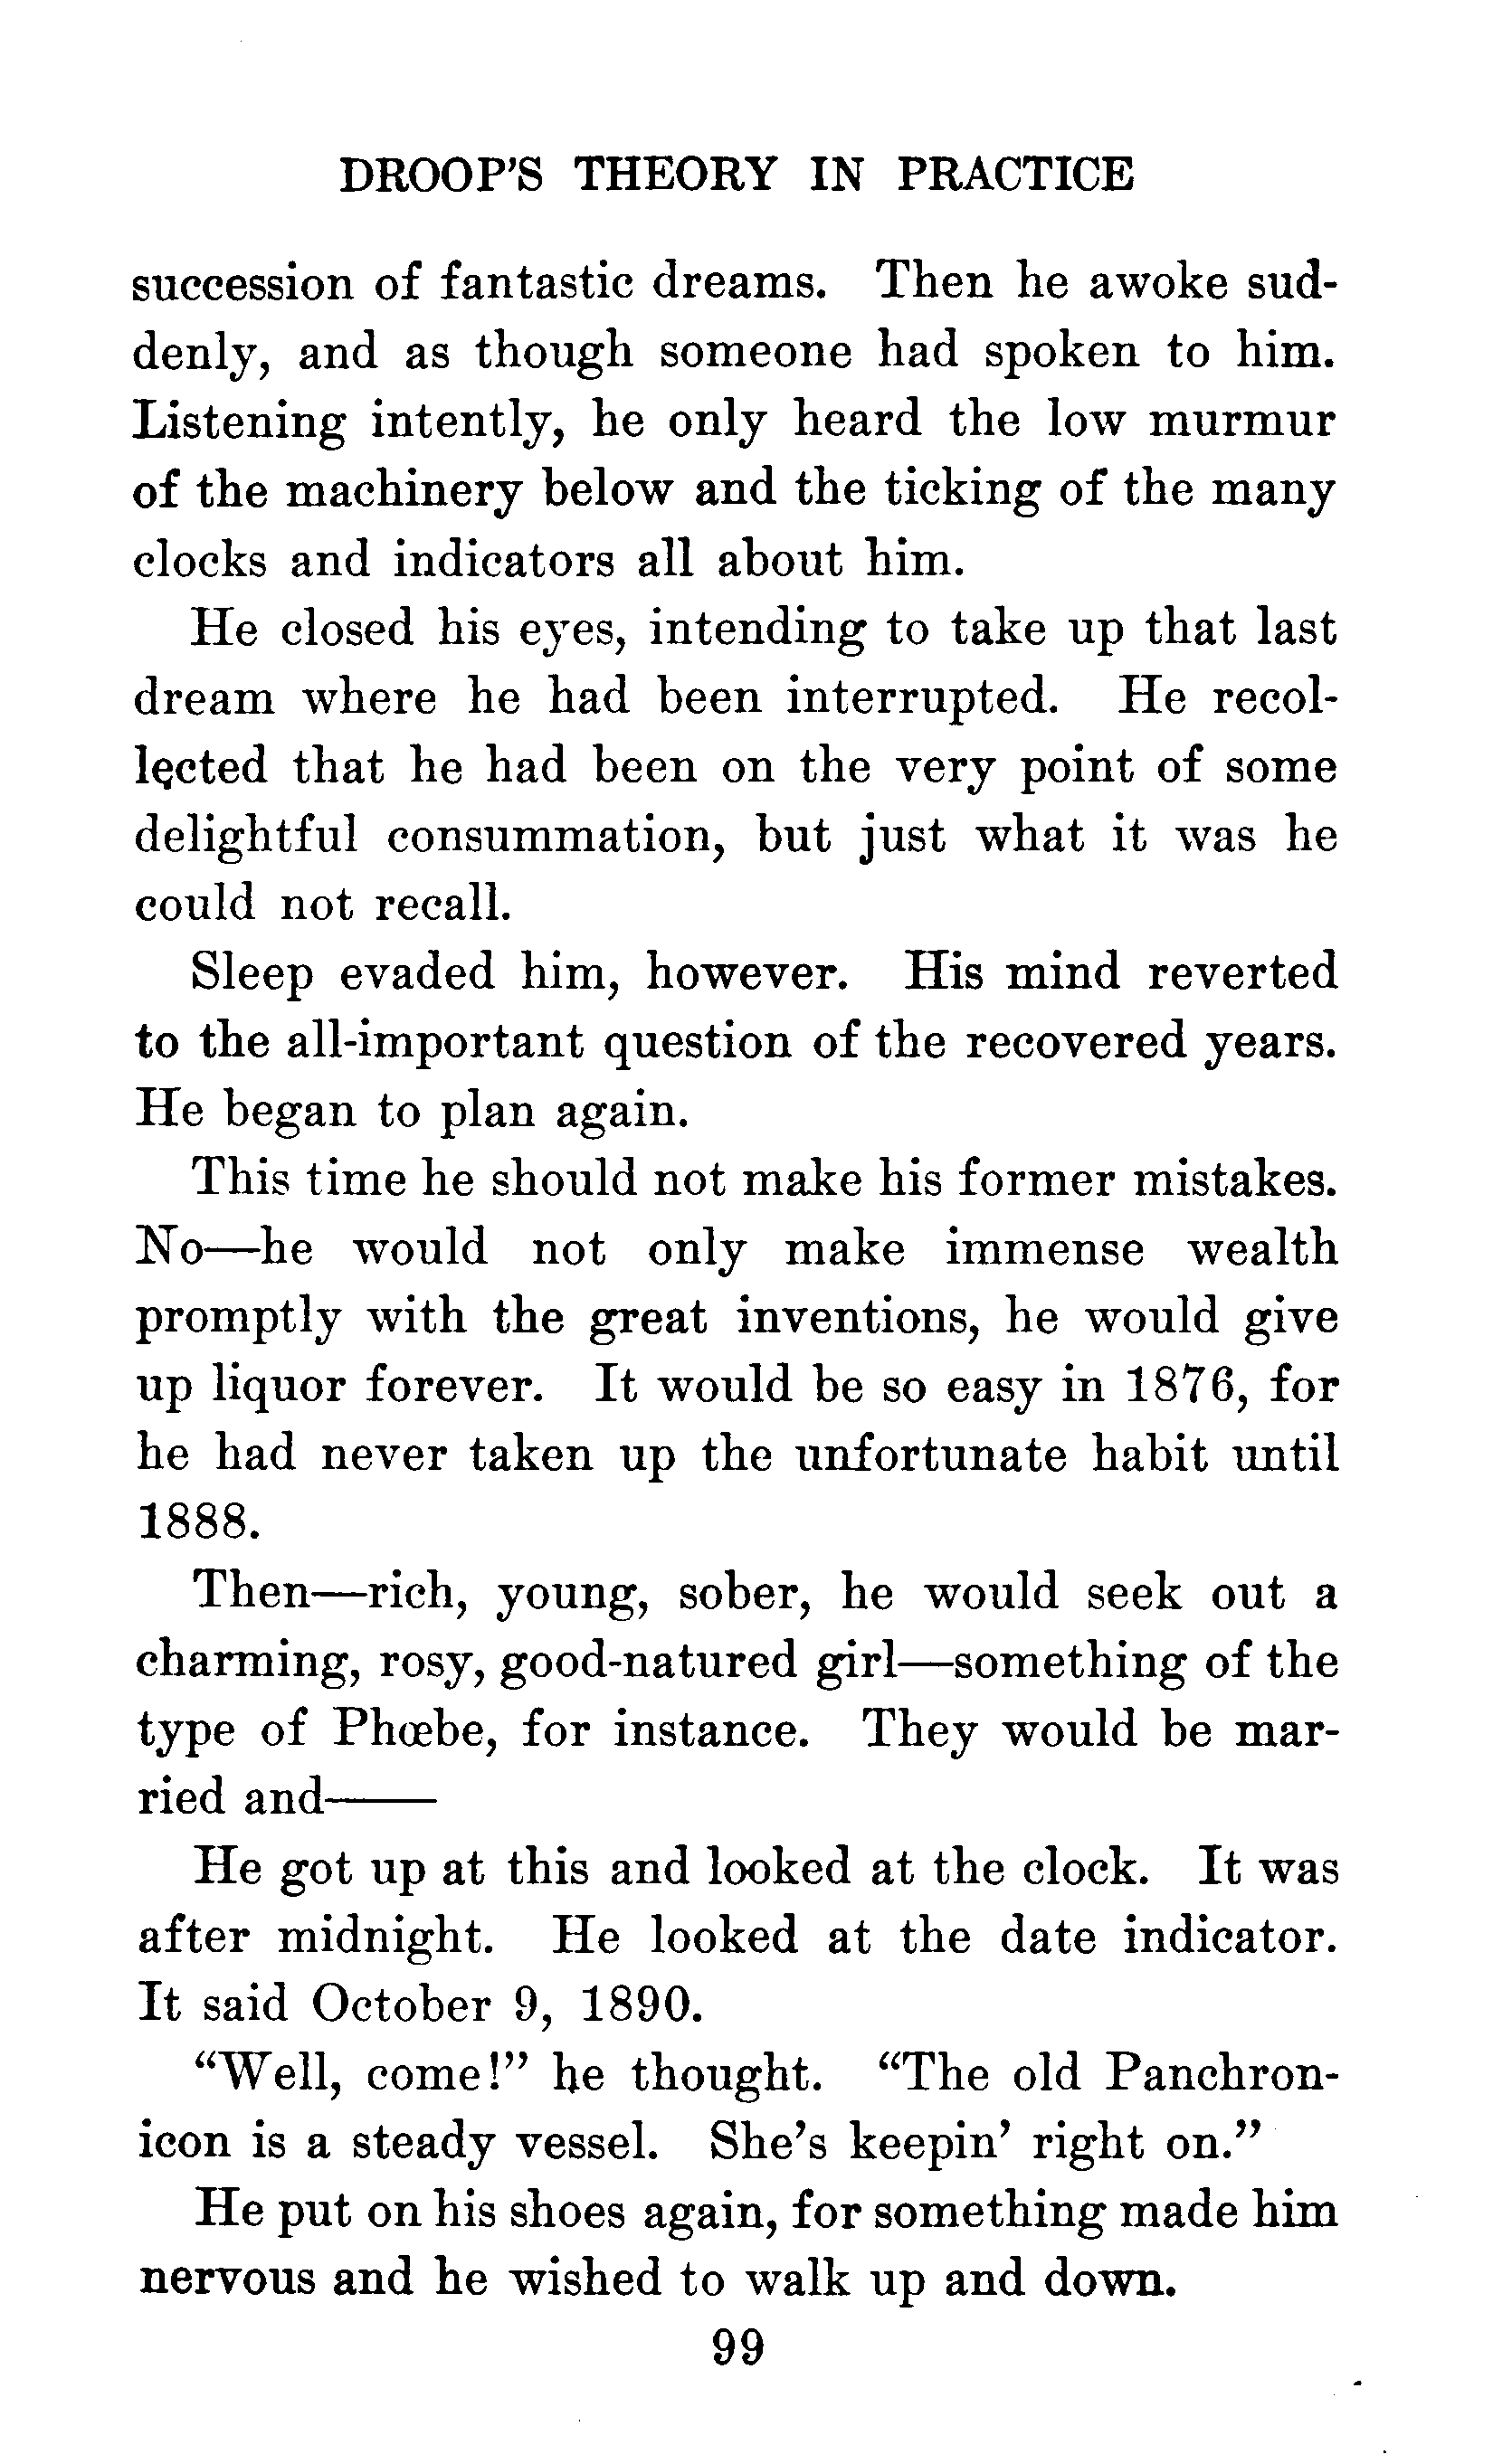 DROOP'S THEORY IN PRACTICE
succession of fantastic dreams. Then he awoke sud-
denly, and as though someone had spoken to him.
Listening intently, he only heard the low murmur
of the machinery below and the ticking of the many
clocks and indicators all about him.
He closed his eyes, intending to take up that last
dream where he had been interrupted. He recol-
lected that he had been on the very point of some
delightful consummation, but just what it was he
could not recall.
Sleep evaded him, however. His mind reverted
to the all-important question of the recovered years.
He began to plan again.
This time he should not make his former mistakes.
No—he would not only make immense wealth
promptly with the great inventions, he would give
up liquor forever. It would be so easy in 1876, for
he had never taken up the unfortunate habit until
1888.
Then—rich, young, sober, he would seek out a
charming, rosy, good-natured girl—something of the
type of Phœbe, for instance. They would be mar-
ried and——
He got up at this and looked at the clock. It was
after midnight. He looked at the date indicator.
It said October 9, 1890.
“Well, come!” he thought. “The old Panchron-
icon is a steady vessel. She’s keepin’ right on.”
He put on his shoes again, for something made him
nervous and he wished to walk up and down.
99